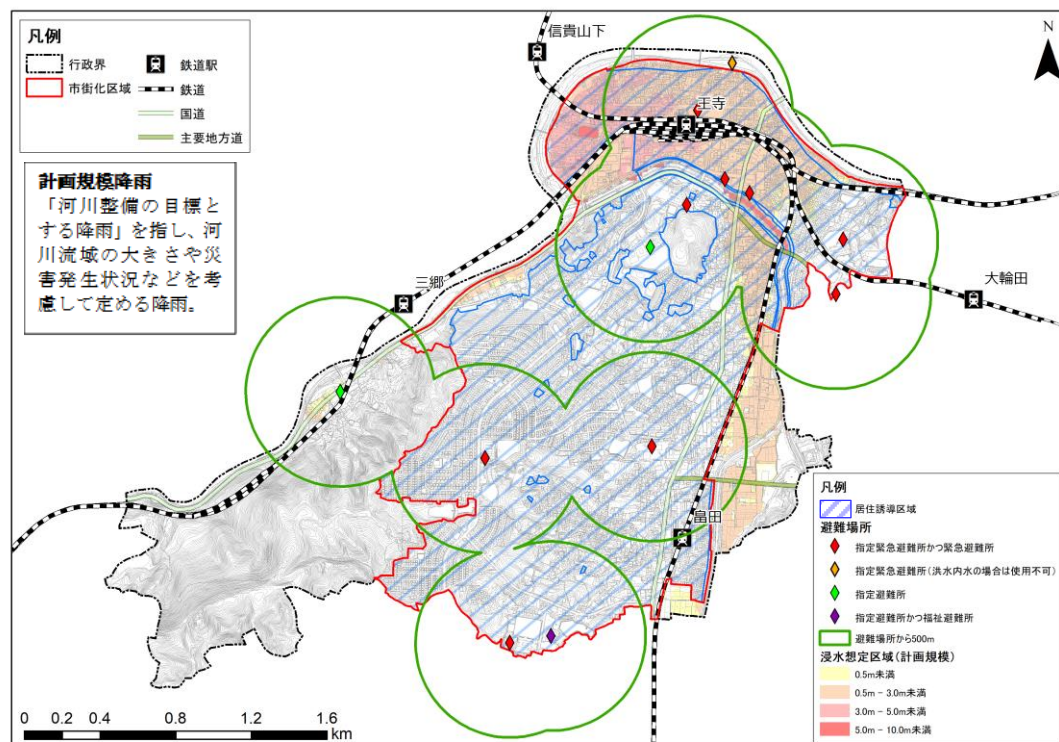 凡例
行政界
鉄道駅
市街化区域
鉄道
国道
主要地方道
計画規模降雨
「河川整備の目標と
する降雨」を指し、河
川流域の大きさや災
害発生状況などを考
慮して定める降雨。
信貴山下
N
王寺
三郷
大輪田
畠田
凡例
居住誘導区域
避難場所
指定緊急避難所かつ緊急避難所
指定緊急避難所(洪水内水の場合は使用不可)
指定避難所
指定避難所かつ福祉避難所
避難場所から500m
浸水想定区域(計画規模)
0.5m未満
0.5m - 3.0m未満
3.0m - 5.0m未満
5.0m - 10.0m未満
0 0.2 0.4 0.8 1.2 1.6
km